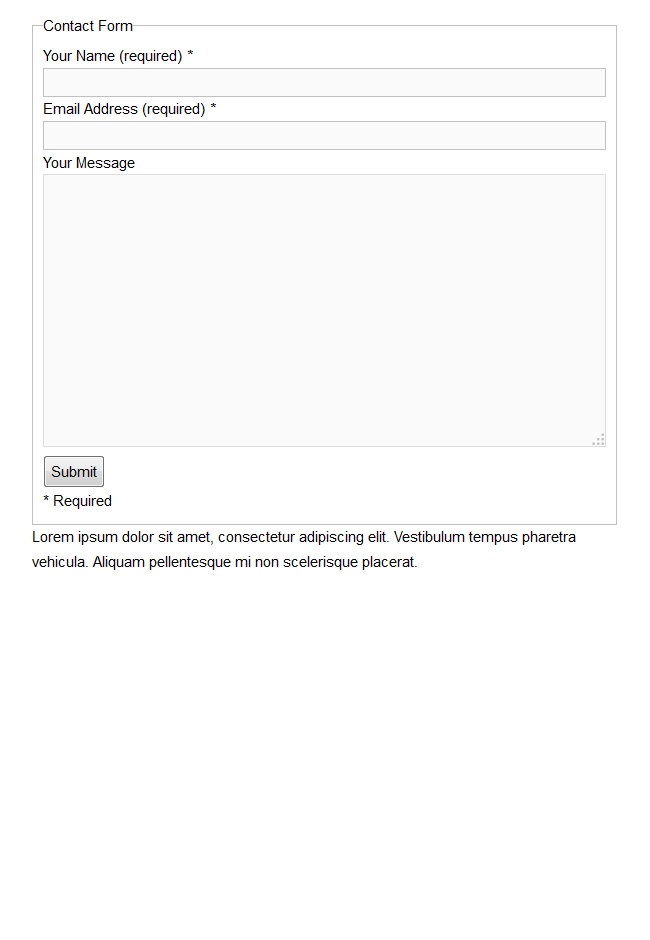 Contact Form
Your Name (required) *
Email Address (required) *
Your Message
Submit
* Required
Lorem ipsum dolor sit amet, consectetur adipiscing elit. Vestibulum tempus pharetra
vehicula. Aliquam pellentesque mi non scelerisque placerat.